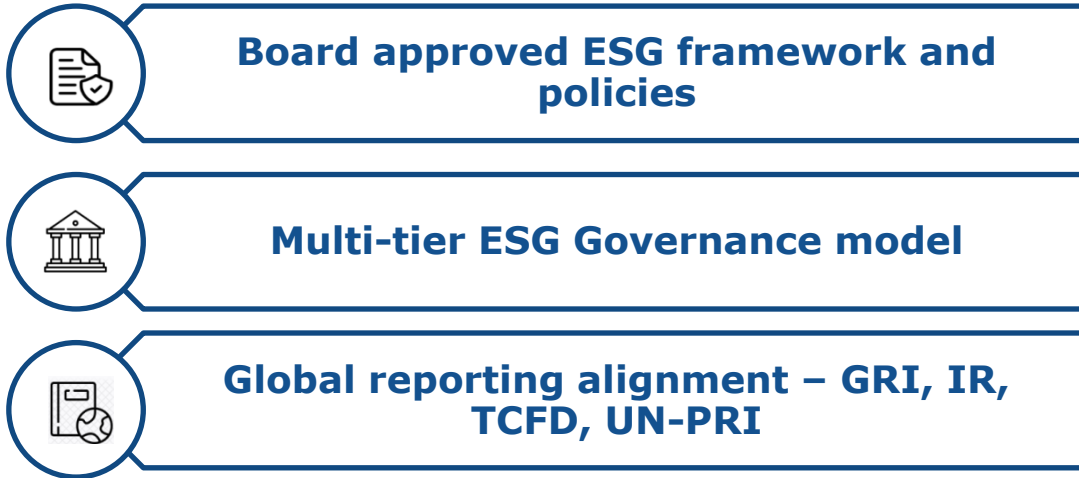 Board approved ESG framework and
policies
Multi-tier ESG Governance model
Global reporting alignment – GRI, IR,
TCFD, UN-PRI